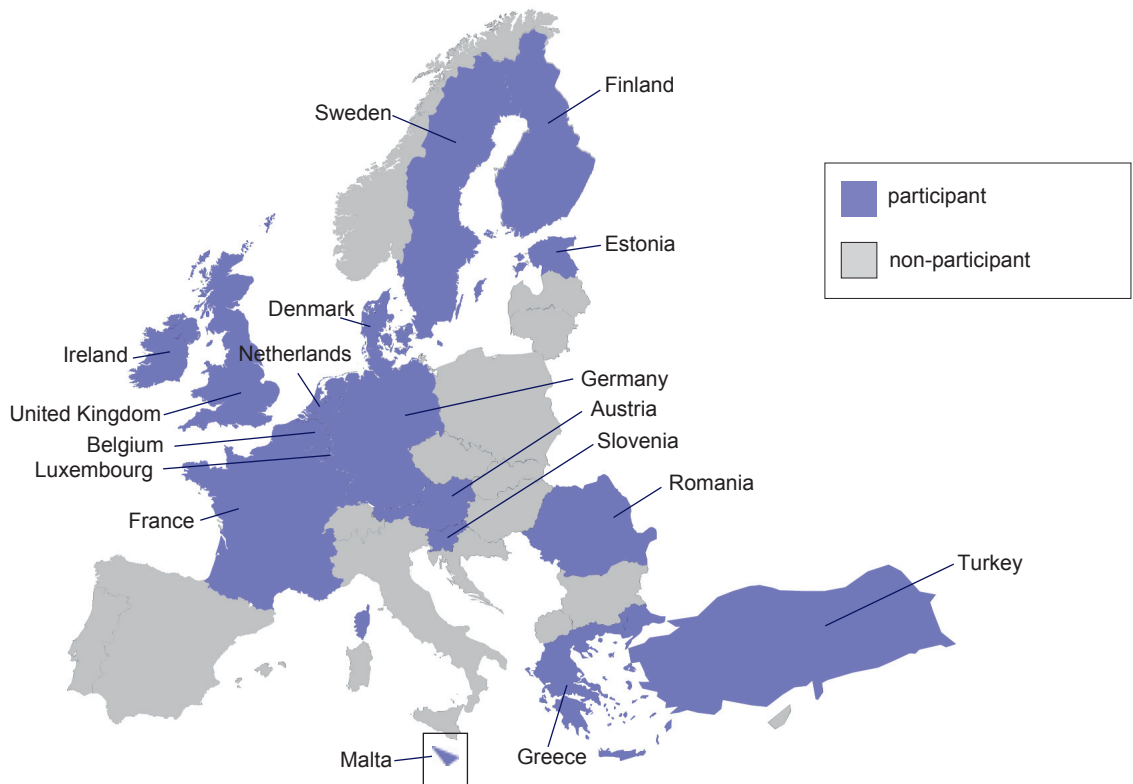 Finland
Sweden
participant
Estonia
non-participant
Denmark
Ireland
Netherlands
Germany
United Kingdom
Austria
Belgium
Slovenia
Luxembourg
Romania
France
Turkey
Malta
Greece